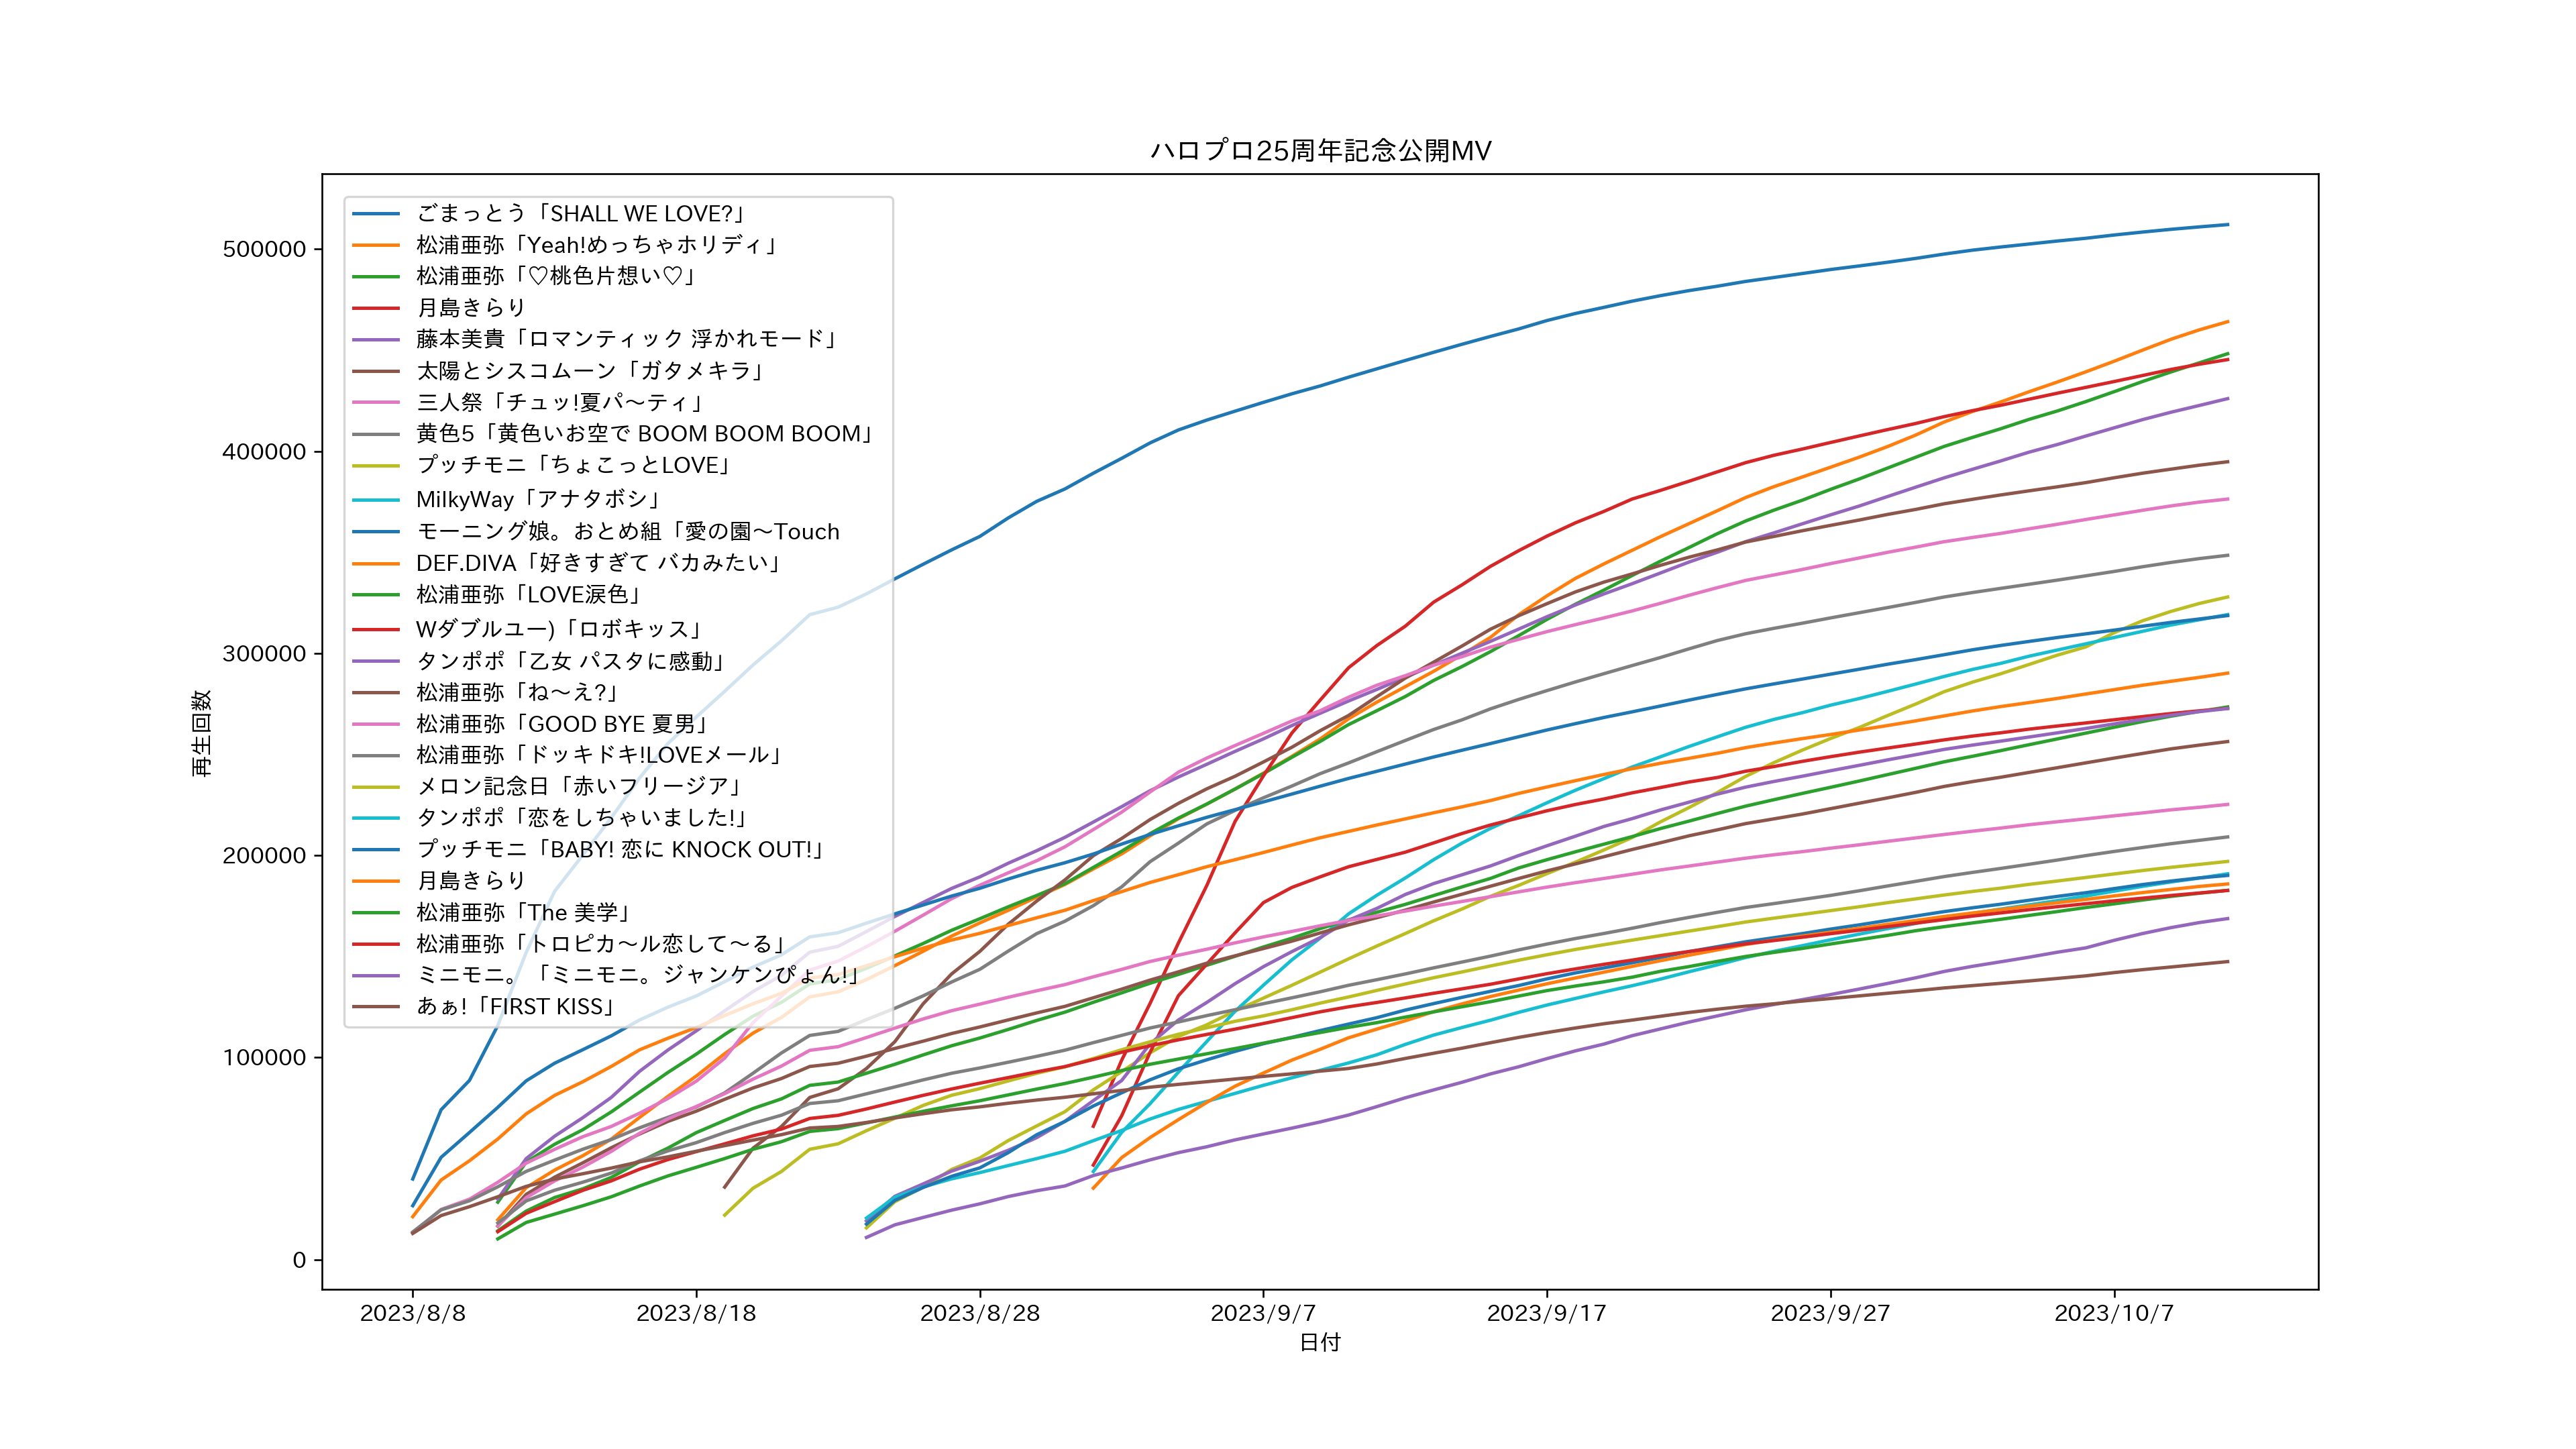 ハロプロ25周年記念公開MV
ごまっとう「SHALL WE LOVE?」
松浦亜弥「Yeah!めっちゃホリディ」
松浦亜弥「♡桃色片想い♡」
月島きらり
藤本美貴「ロマンティック 浮かれモード」
太陽とシスコムーン「ガタメキラ」
三人祭「チュッ!夏パ〜ティ」
黄色5「黄色いお空で BOOM BOOM BOOM」
プッチモニ「ちょこっとLOVE」
MilkyWay「アナタボシ」
モーニング娘。おとめ組「愛の園〜Touch
DEF.DIVA「好きすぎて バカみたい」
松浦亜弥「LOVE涙色」
Wダブルユー)「ロボキッス」
タンポポ「乙女 パスタに感動」
松浦亜弥「ね〜え?」
松浦亜弥「GOOD BYE 夏男」
松浦亜弥「ドッキドキ!LOVEメール」
メロン記念日「赤いフリージア」
タンポポ「恋をしちゃいました!」
プッチモニ「BABY! 恋に KNOCK OUT!」
月島きらり
松浦亜弥「The 美学」
松浦亜弥「トロピカ〜ル恋して〜る」
ミニモニ。「ミニモニ。ジャンケンぴょん!」
あぁ!「FIRST KISS」
500000
400000
300000
200000
100000
0
再生回数
2023/8/8
2023/8/18
2023/8/28
2023/9/7
2023/9/17
2023/9/27
2023/10/7
日付